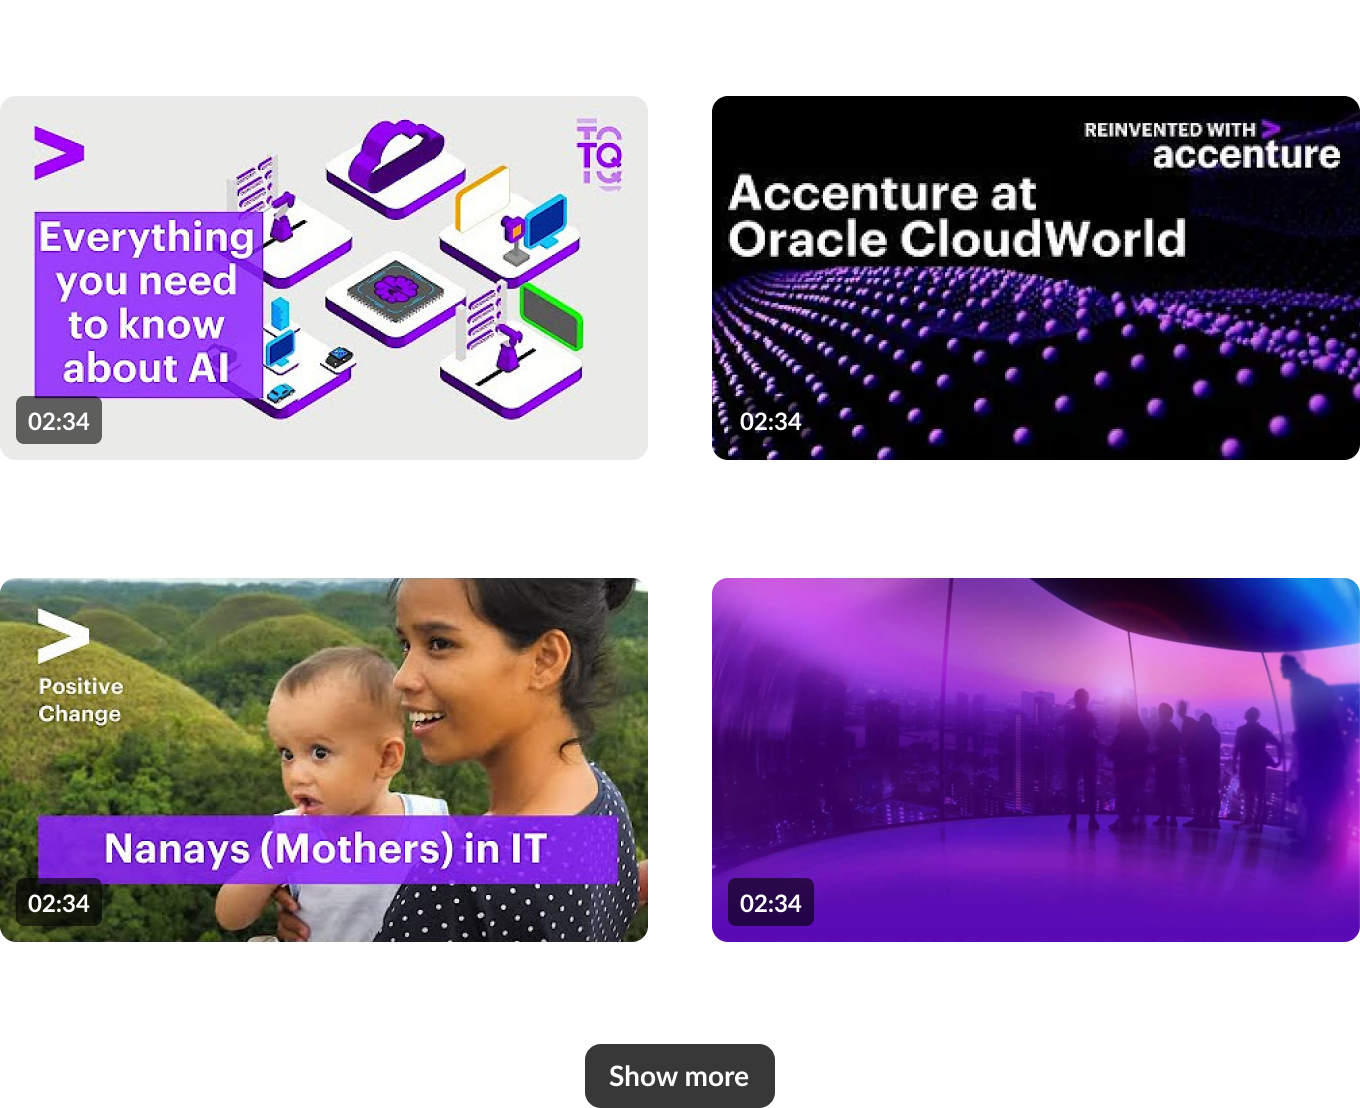 TQ
Everything
you need
to know
about AI
02:34
REINVENTED WITH
accenture
Accenture at
Oracle CloudWorld
02:34
Positive
Change
Nanays (Mothers) in IT
02:34
02:34
Show more